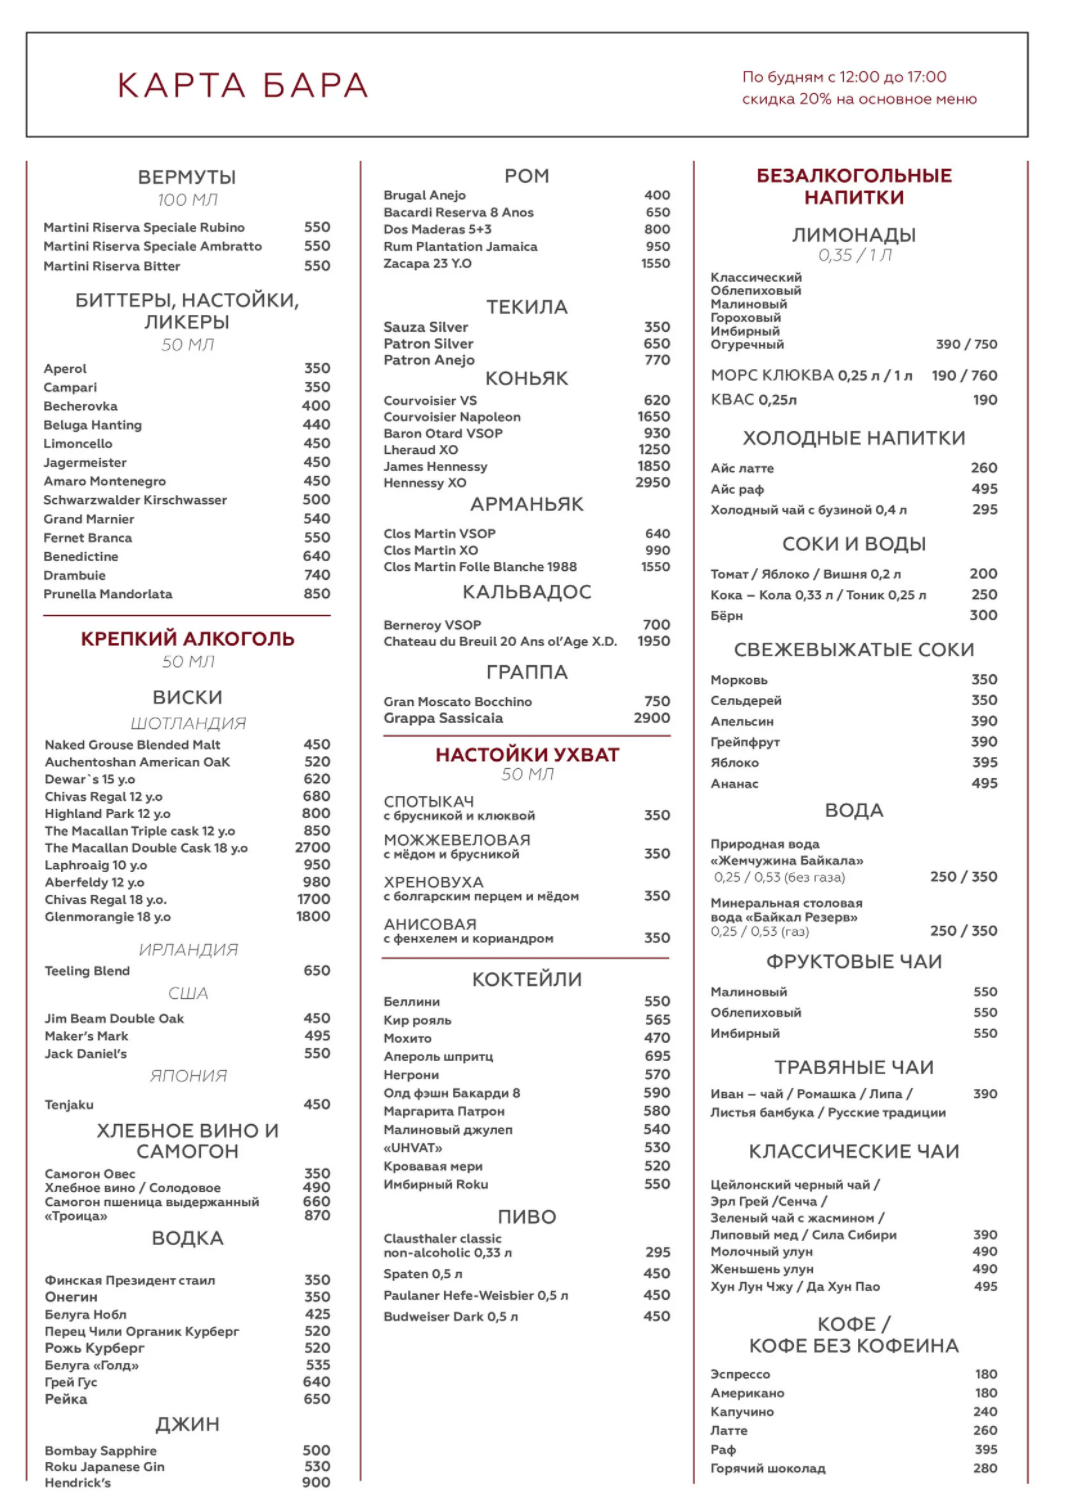 КАРТА БАРА
По будням с 12:00 до 17:00
скидка 20% на основное меню
ВЕРМУТЫ
100 МЛ
Martini Riserva Speciale Rubino 550
Martini Riserva Speciale Ambratto 550
Martini Riserva Bitter 550
БИТТЕРЫ, НАСТОЙКИ,
ЛИКЕРЫ
50 МЛ
Aperol 350
Campari 350
Becherovka 400
Beluga Hanting 440
Limoncello 450
Jagermeister 450
Amaro Montenegro 450
Schwarzwalder Kirschwasser 500
Grand Marnier 540
Fernet Branca 550
Benedictine 640
Drambuie 740
Prunella Mandorlata 850
КРЕПКИЙ АЛКОГОЛЬ
50 МЛ
ВИСКИ
ШОТЛАНДИЯ
Naked Grouse Blended Malt 450
Auchentoshan American OaK 520
Dewar`s 15 y.o 620
Chivas Regal 12 y.o 680
Highland Park 12 y.o 800
The Macallan Triple cask 12 y.o 850
The Macallan Double Cask 18 y.o 2700
Laphroaig 10 y.o 950
Aberfeldy 12 y.o 980
Chivas Regal 18 y.o. 1700
Glenmorangie 18 y.o 1800
ИРЛАНДИЯ
Teeling Blend 650
США
Jim Beam Double Oak 450
Maker's Mark 495
Jack Daniel's 550
ЯПОНИЯ
Tenjaku 450
ХЛЕБНОЕ ВИНО И
САМОГОН
Самогон Овес 350
Хлебное вино / Солодовое 490
Самогон пшеница выдержанный 660
«Троица» 870
ВОДКА
Финская Президент стаил 350
Онегин 350
Белуга Нобл 425
Перец Чили Органик Курберг 520
Рожь Курберг 520
Белуга «Голд» 535
Грей Гус 640
Рейка 650
ДЖИН
Bombay Sapphire 500
Roku Japanese Gin 530
Hendrick's 900
РОМ
Brugal Anejo 400
Bacardi Reserva 8 Anos 650
Dos Maderas 5+3 800
Rum Plantation Jamaica 950
Zacapa 23 Y.O 1550
ТЕКИЛА
Sauza Silver 350
Patron Silver 650
Patron Anejo 770
КОНЬЯК
Courvoisier VS 620
Courvoisier Napoleon 1650
Baron Otard VSOP 930
Lheraud XO 1250
James Hennessy 1850
Hennessy XO 2950
АРМАНЬЯК
Clos Martin VSOP 640
Clos Martin XO 990
Clos Martin Folle Blanche 1988 1550
КАЛЬВАДОС
Berneroy VSOP 700
Chateau du Breuil 20 Ans ol'Age X.D. 1950
ГРАППА
Gran Moscato Bocchino 750
Grappa Sassicaia 2900
НАСТОЙКИ УХВАТ
50 МЛ
СПОТЫКАЧ
с брусникой и клюквой 350
МОЖЖЕВЕЛОВАЯ
с мёдом и брусникой 350
ХРЕНОВУХА
с болгарским перцем и мёдом 350
АНИСОВАЯ
с фенхелем и кориандром 350
КОКТЕЙЛИ
Беллини 550
Кир рояль 565
Мохито 470
Апероль шпритц 695
Негрони 570
Олд фэшн Бакарди 8 590
Маргарита Патрон 580
Малиновый джулеп 540
«UHVAT» 530
Кровавая мери 520
Имбирный Roku 550
ПИВО
Clausthaler classic
non-alcoholic 0,33 л 295
Spaten 0,5 л 450
Paulaner Hefe-Weisbier 0,5 л 450
Budweiser Dark 0,5 л 450
БЕЗАЛКОГОЛЬНЫЕ
НАПИТКИ
ЛИМОНАДЫ
0,35 / 1 Л
Классический
Облепиховый
Малиновый
Гороховый
Имбирный
Огуречный 390 / 750
МОРС КЛЮКВА 0,25 л / 1 л 190 / 760
КВАС 0,25л 190
ХОЛОДНЫЕ НАПИТКИ
Айс латте 260
Айс раф 495
Холодный чай с бузиной 0,4 л 295
СОКИ И ВОДЫ
Томат / Яблоко / Вишня 0,2 л 200
Кока – Кола 0,33 л / Тоник 0,25 л 250
Бёрн 300
СВЕЖЕВЫЖАТЫЕ СОКИ
Морковь 350
Сельдерей 350
Апельсин 390
Грейпфрут 390
Яблоко 395
Ананас 495
ВОДА
Природная вода
«Жемчужина Байкала»
0,25 / 0,53 (без газа) 250 / 350
Минеральная столовая
вода «Байкал Резерв»
0,25 / 0,53 (газ) 250 / 350
ФРУКТОВЫЕ ЧАИ
Малиновый 550
Облепиховый 550
Имбирный 550
ТРАВЯНЫЕ ЧАИ
Иван – чай / Ромашка / Липа / 390
Листья бамбука / Русские традиции
КЛАССИЧЕСКИЕ ЧАИ
Цейлонский черный чай /
Эрл Грей /Сенча /
Зеленый чай с жасмином /
Липовый мед / Сила Сибири 390
Молочный улун 490
Женьшень улун 490
Хун Лун Чжу / Да Хун Пао 495
КОФЕ /
КОФЕ БЕЗ КОФЕИНА
Эспрессо 180
Американо 180
Капучино 240
Латте 260
Раф 395
Горячий шоколад 280